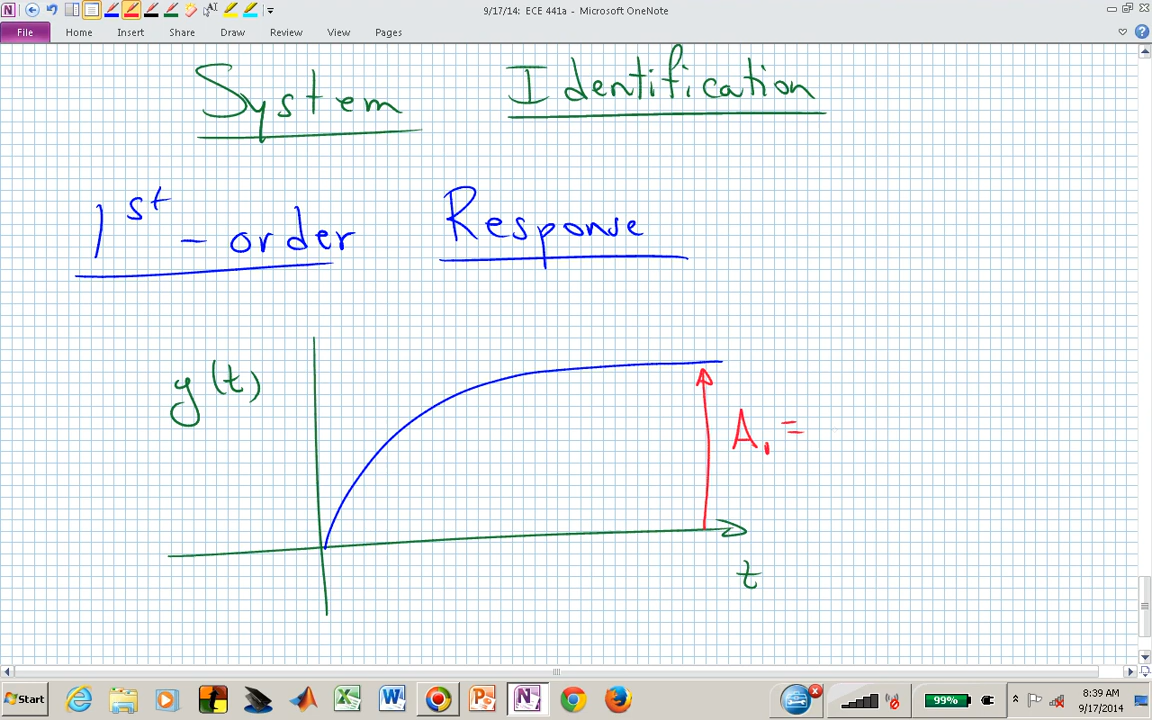 9/17/14: ECE 441a - Microsoft OneNote
File Home Insert Share Draw Review View Pages
System Identification
1st - order Response
y(t)
A1 =
t
Start
99%
8:39 AM
9/17/2014